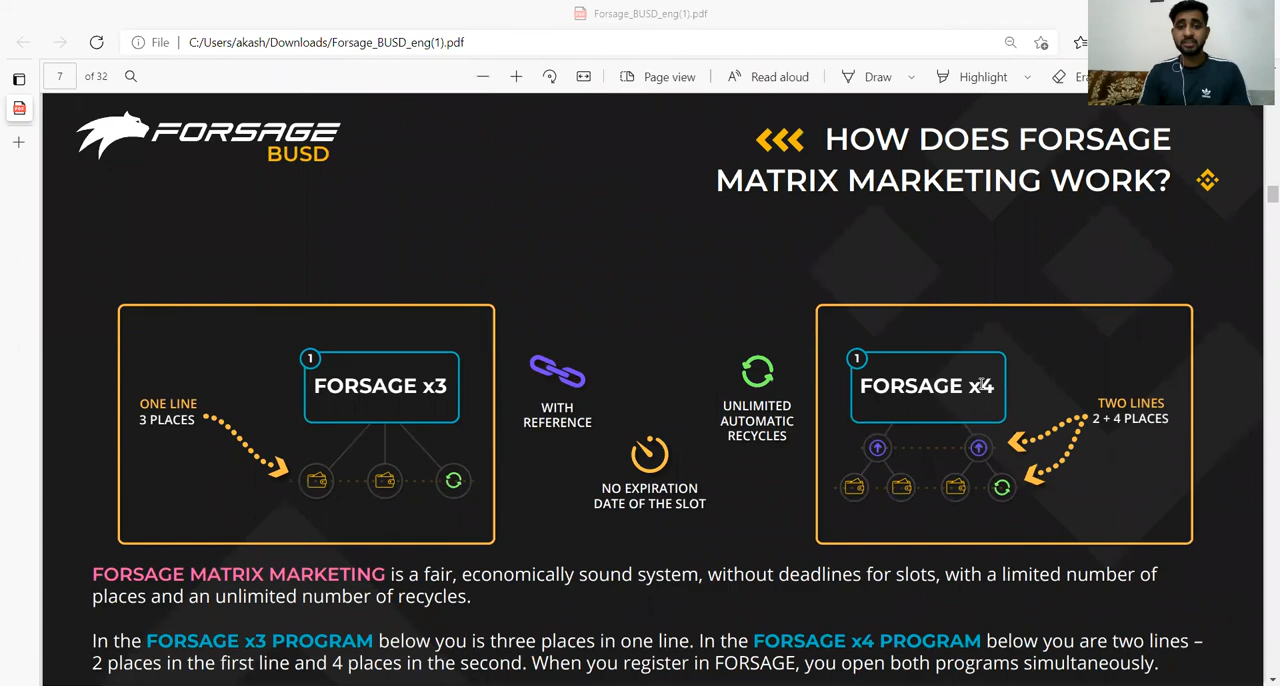 Forsage_BUSD_eng(1).pdf
File | C:/Users/akash/Downloads/Forsage_BUSD_eng(1).pdf
7 of 32
Page view
Read aloud
Draw
Highlight
FORSAGE
BUSD
HOW DOES FORSAGE
MATRIX MARKETING WORK?
1
FORSAGE x3
ONE LINE
3 PLACES
WITH
REFERENCE
NO EXPIRATION
DATE OF THE SLOT
UNLIMITED
AUTOMATIC
RECYCLES
1
FORSAGE x4
TWO LINES
2 + 4 PLACES
FORSAGE MATRIX MARKETING is a fair, economically sound system, without deadlines for slots, with a limited number of
places and an unlimited number of recycles.
In the FORSAGE x3 PROGRAM below you is three places in one line. In the FORSAGE x4 PROGRAM below you are two lines –
2 places in the first line and 4 places in the second. When you register in FORSAGE, you open both programs simultaneously.